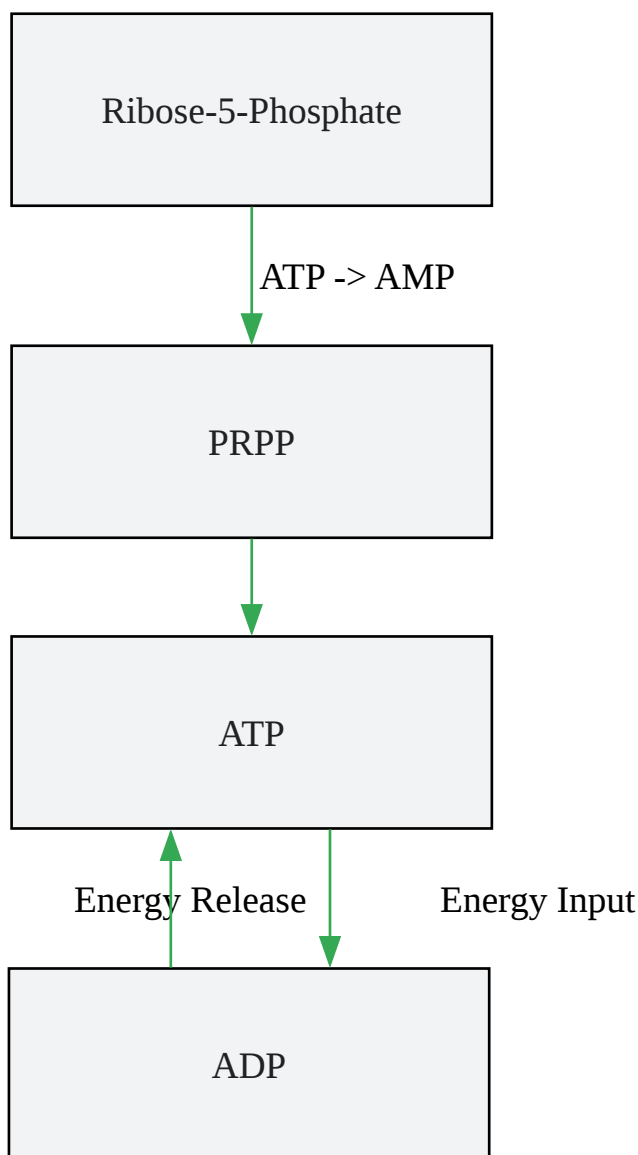 Ribose-5-Phosphate
ATP -> AMP
PRPP
ATP
Energy Release
Energy Input
ADP